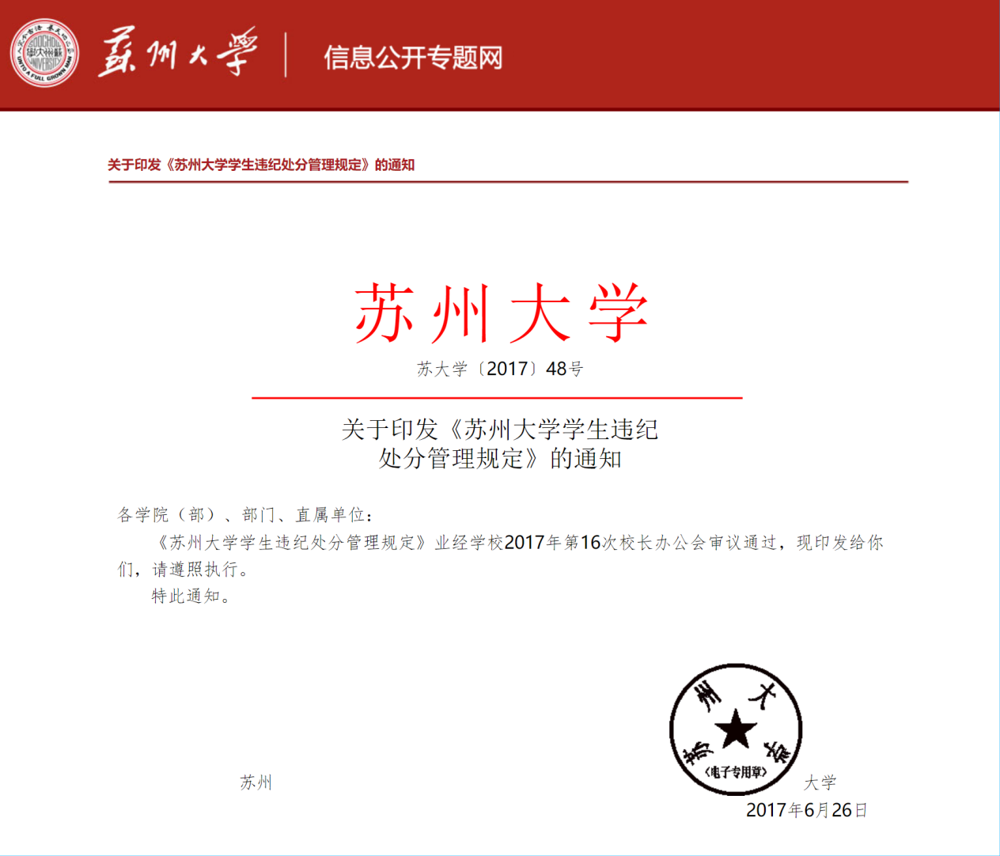 蘇州大學
信息公开专题网
SOOCHOW
UNIVERSITY
UNTO A FULL GROWN MAN
关于印发《苏州大学学生违纪处分管理规定》的通知
苏州大学
苏大学〔2017〕48号
关于印发《苏州大学学生违纪
处分管理规定》的通知
各学院（部）、部门、直属单位：
《苏州大学学生违纪处分管理规定》业经学校2017年第16次校长办公会审议通过，现印发给你
们，请遵照执行。
特此通知。
苏州大学
〈电子专用章〉
苏州
大学
2017年6月26日